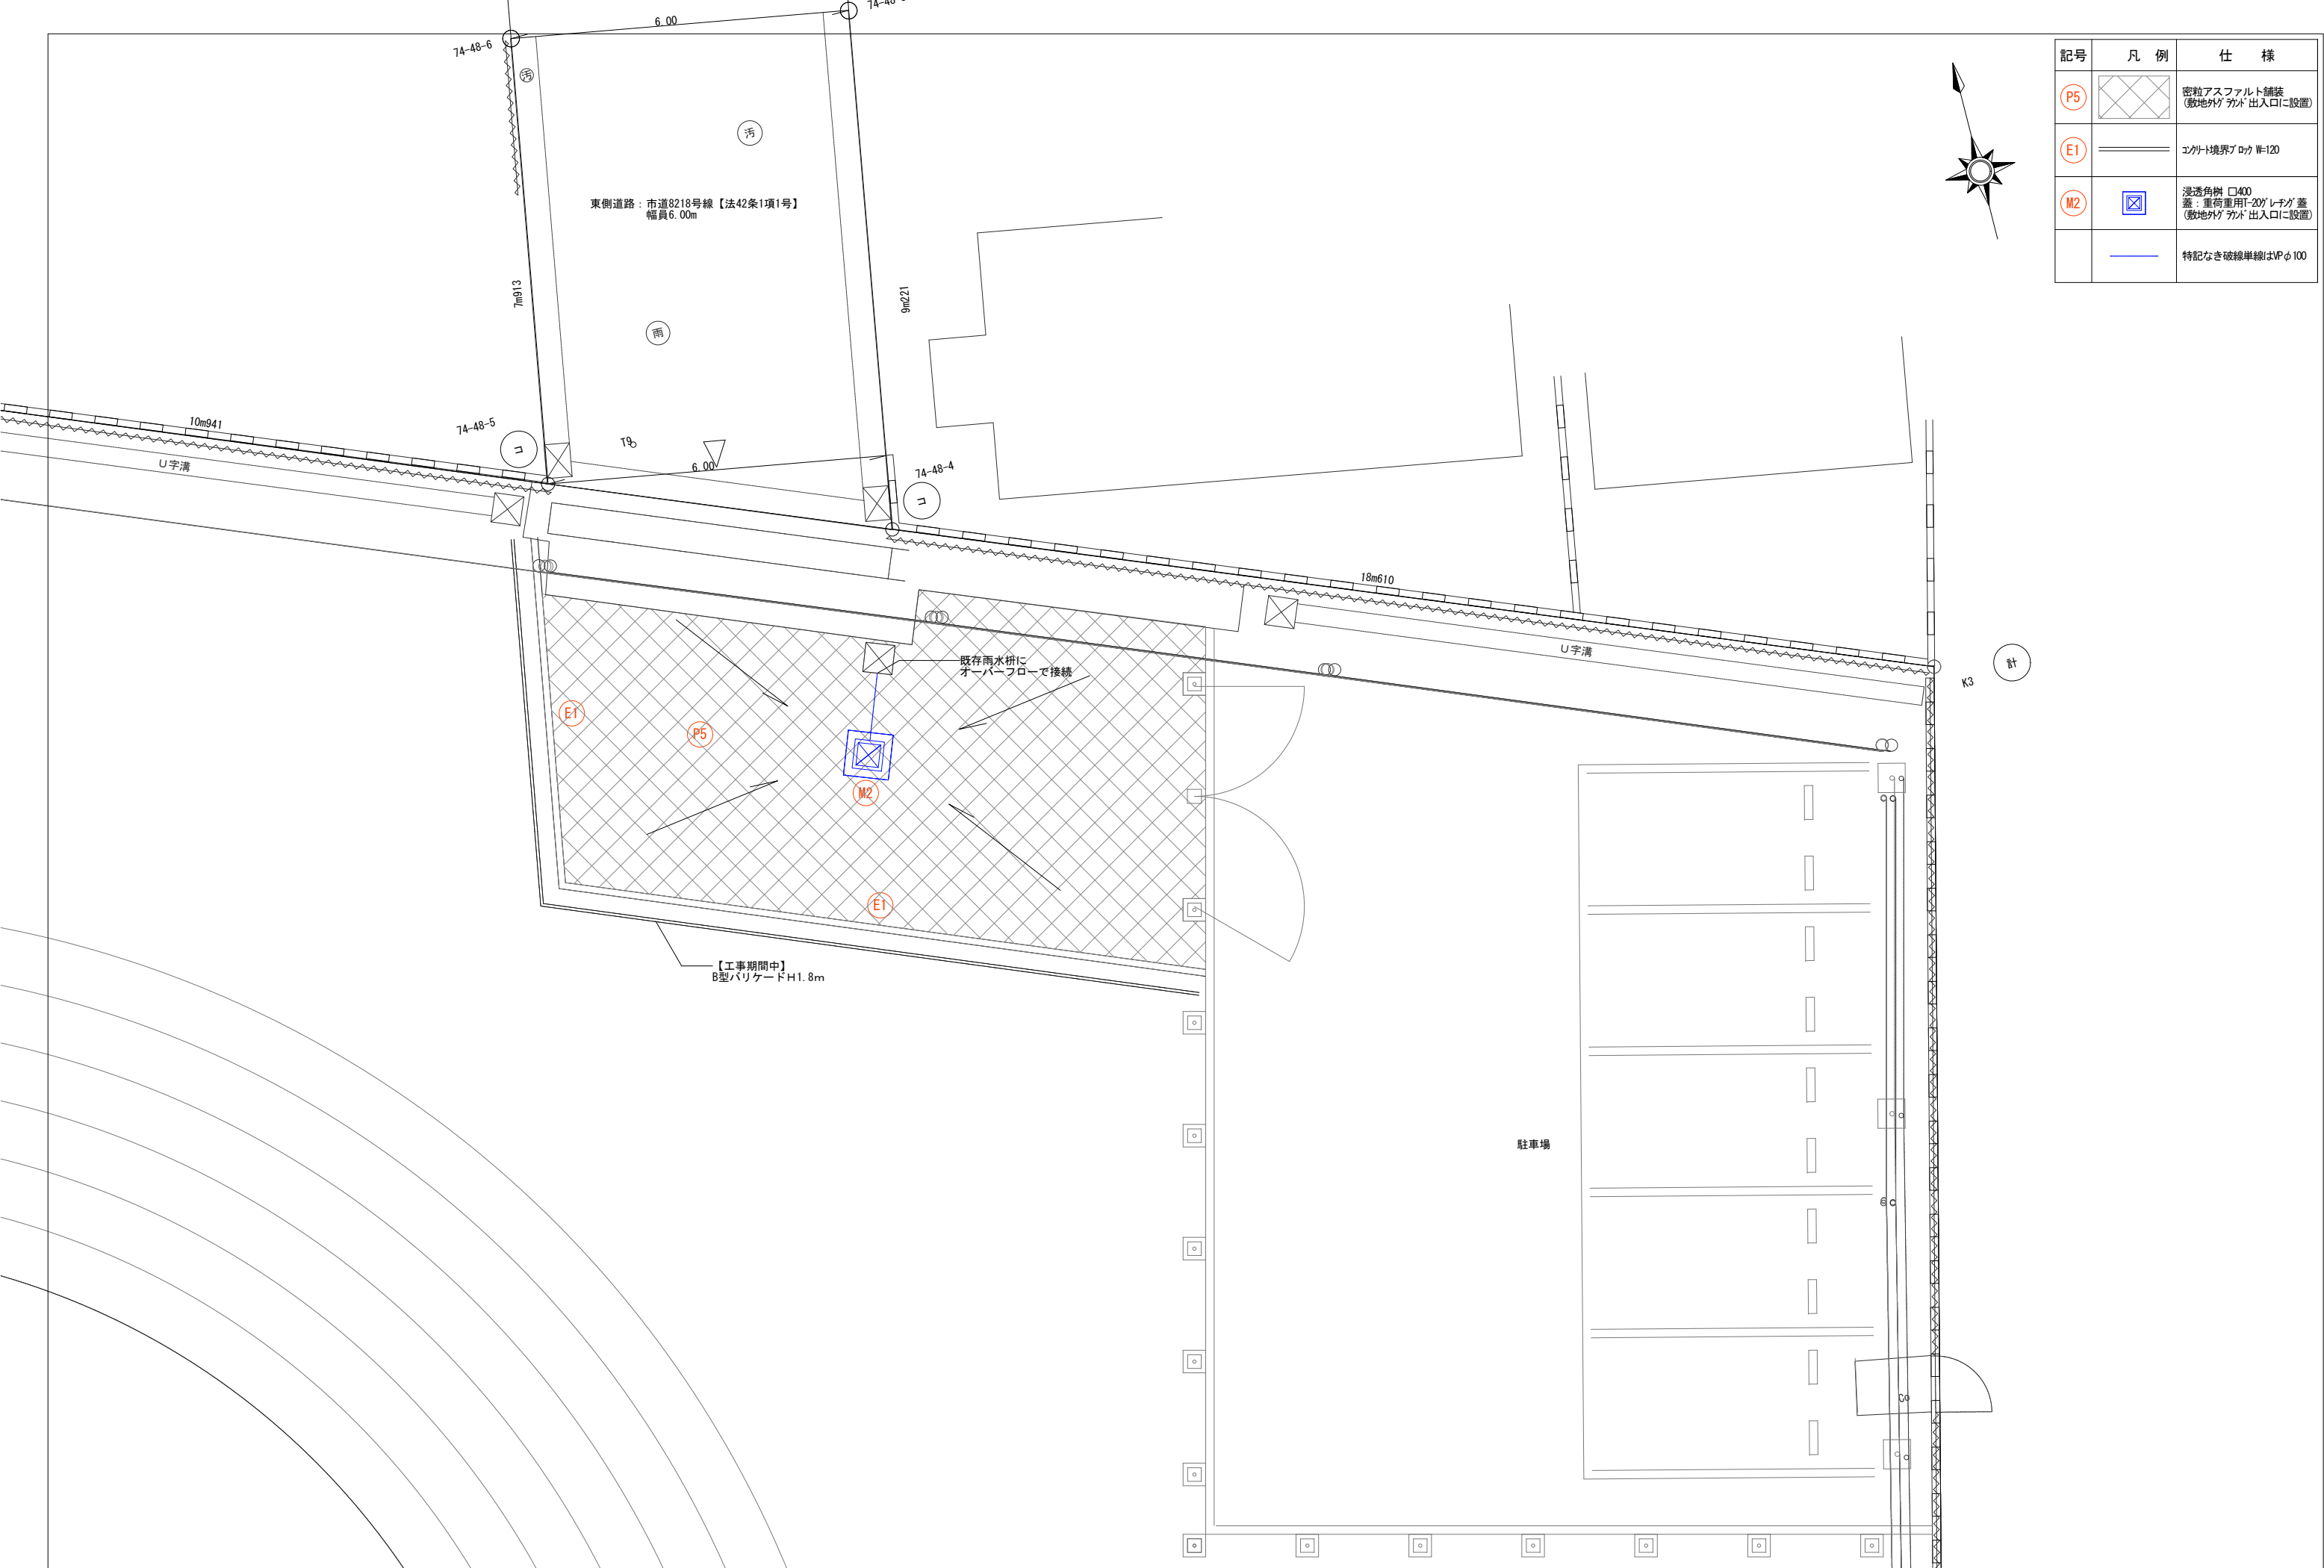 6.00
74-48-6
汚
汚
東側道路：市道8218号線【法42条1項1号】
幅員6.00m
7m913
9m221
雨
10m941
74-48-5
コ
T9
6.00
74-48-4
コ
U字溝
18m610
U字溝
K3
計
既存雨水枡に
オーバーフローで接続
E1
P5
M2
E1
【工事期間中】
B型バリケードH1.8m
駐車場
記号 凡 例 仕 様
P5 密粒アスファルト舗装
(敷地外グランド出入口に設置)
E1 コンクリート境界ブロック W=120
M2 浸透角桝 □400
蓋：重荷重用T-20グレーチング蓋
(敷地外グランド出入口に設置)
特記なき破線単線はVPφ100